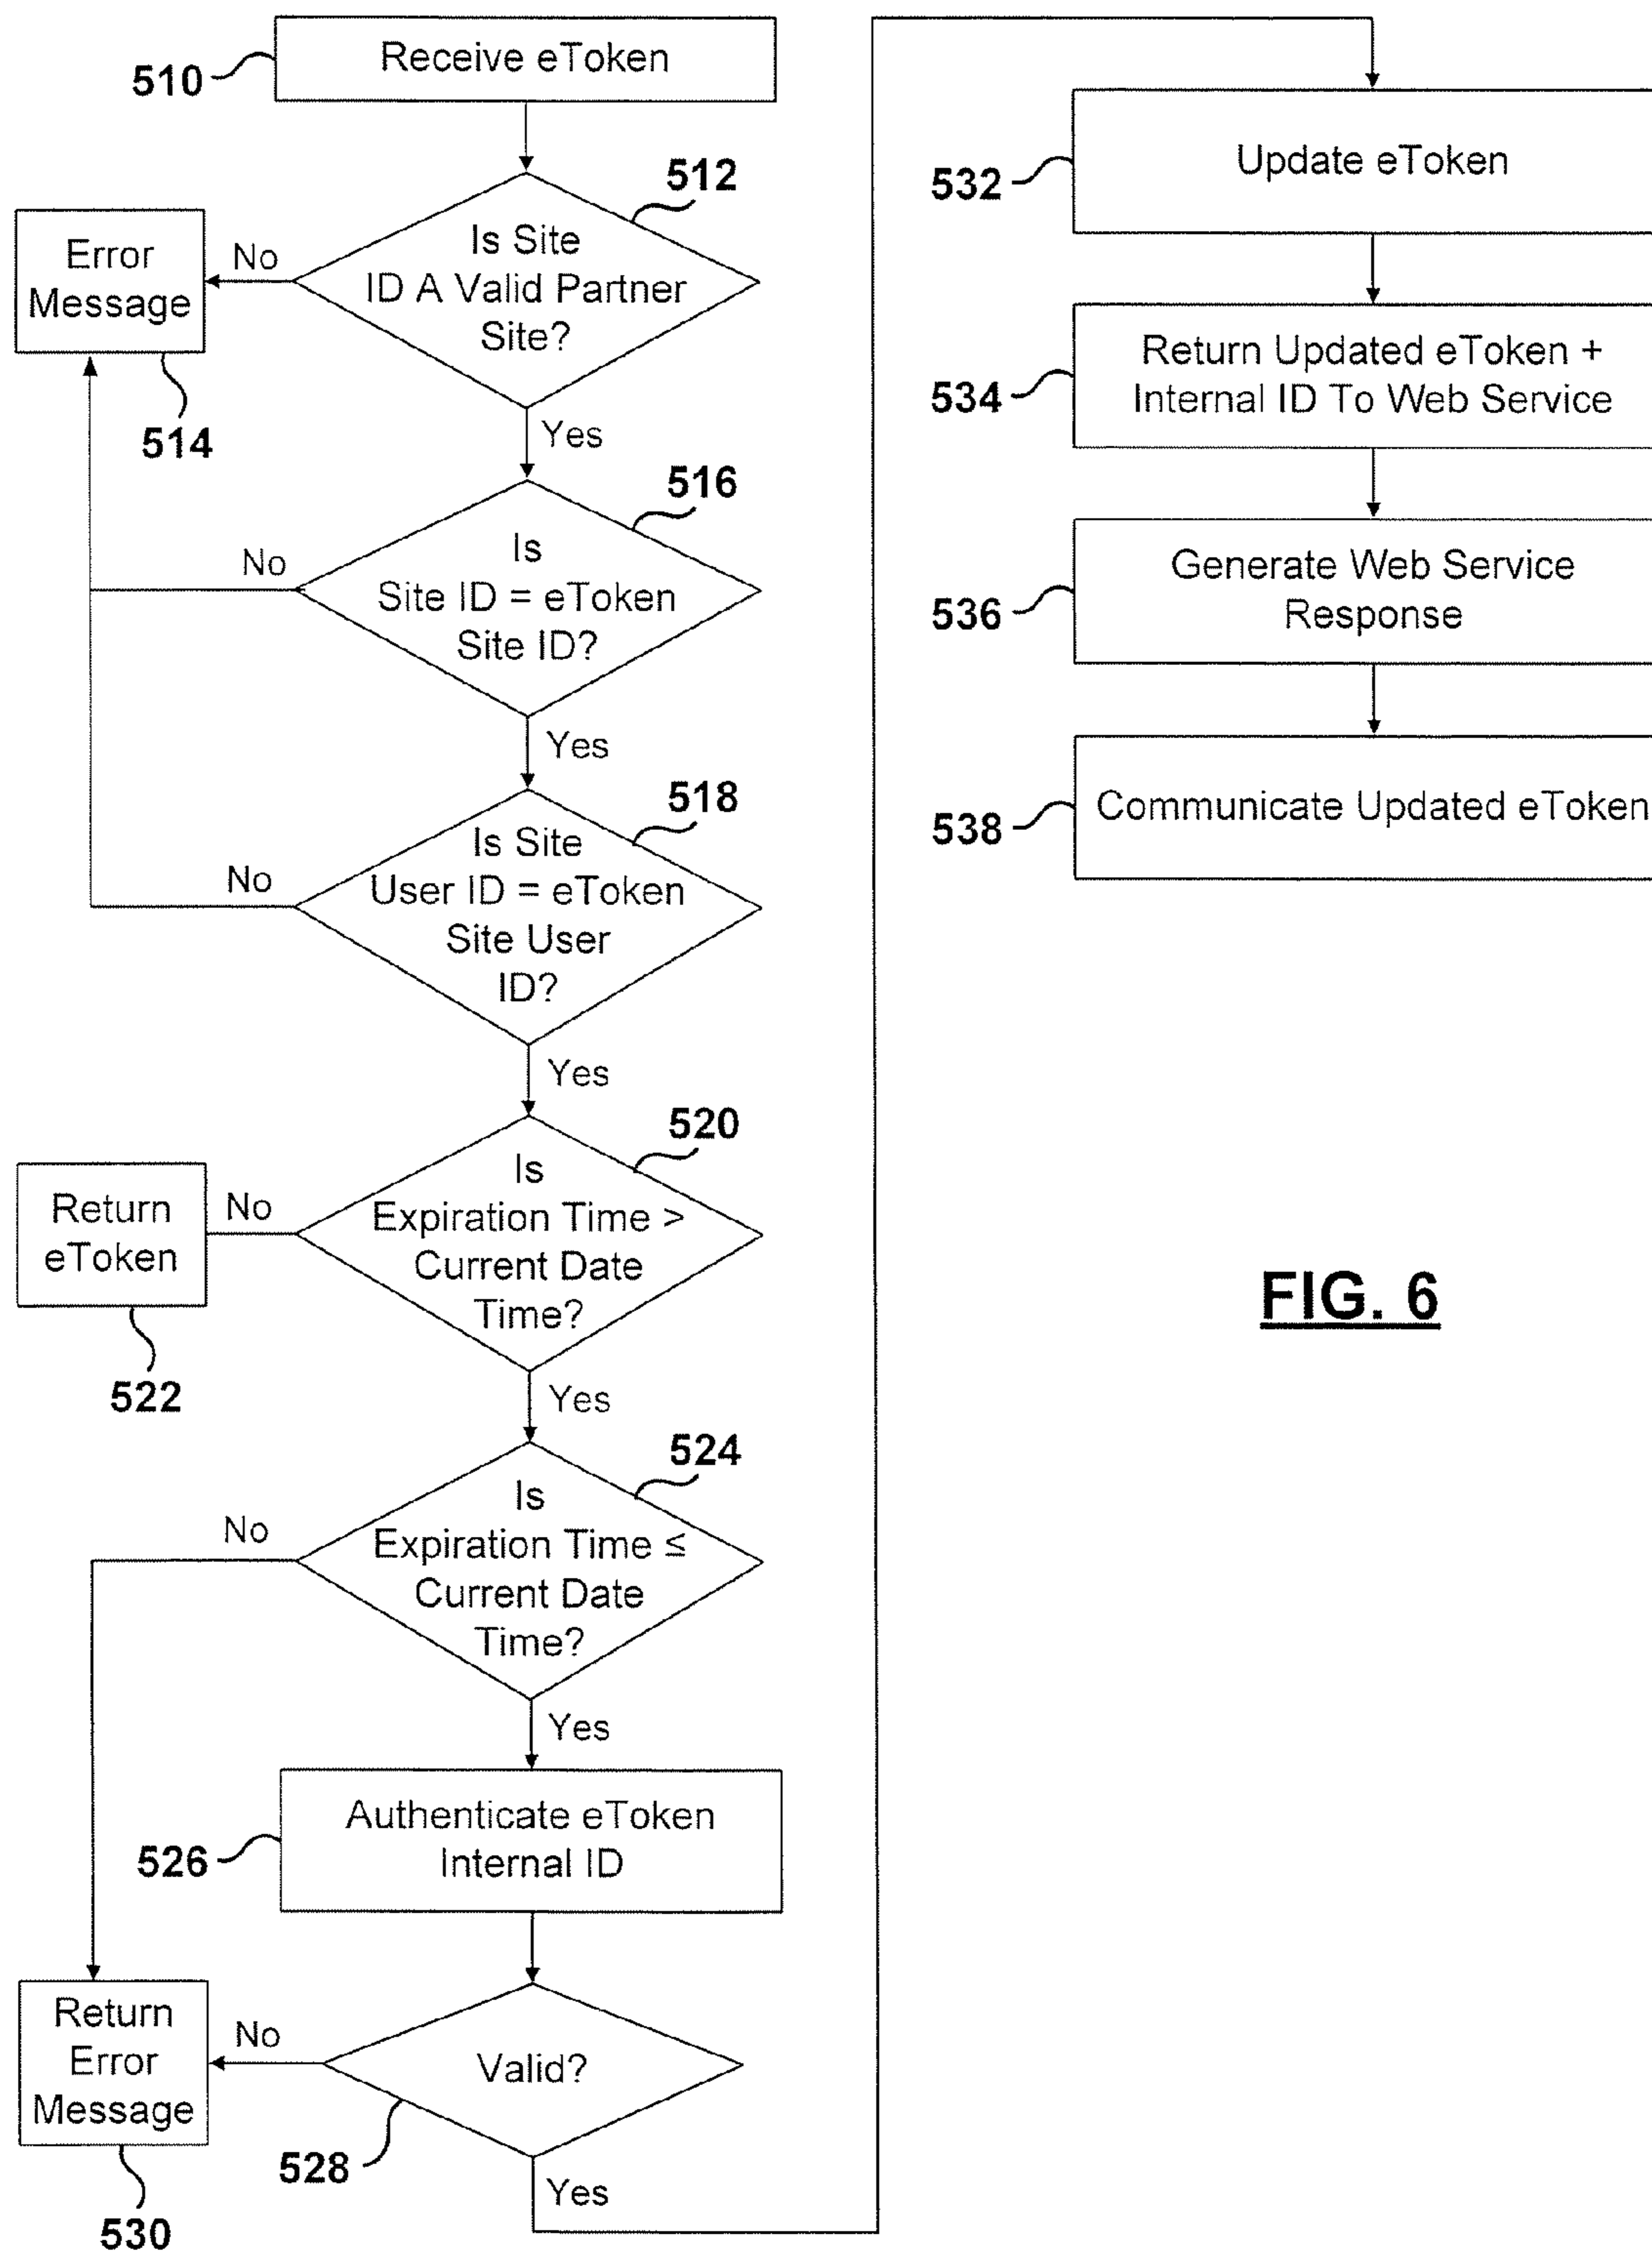 Receive eToken
510
512
Is Site
ID A Valid Partner
Site?
No
Error
Message
514
Yes
516
Is
Site ID = eToken
Site ID?
No
Yes
518
Is Site
User ID = eToken
Site User
ID?
No
Yes
520
Is
Expiration Time >
Current Date
Time?
No
Return
eToken
522
Yes
524
Is
Expiration Time ≤
Current Date
Time?
No
Yes
Authenticate eToken
Internal ID
526
Valid?
No
Return
Error
Message
528
530
Yes
Update eToken
532
Return Updated eToken +
Internal ID To Web Service
534
Generate Web Service
Response
536
Communicate Updated eToken
538
FIG. 6